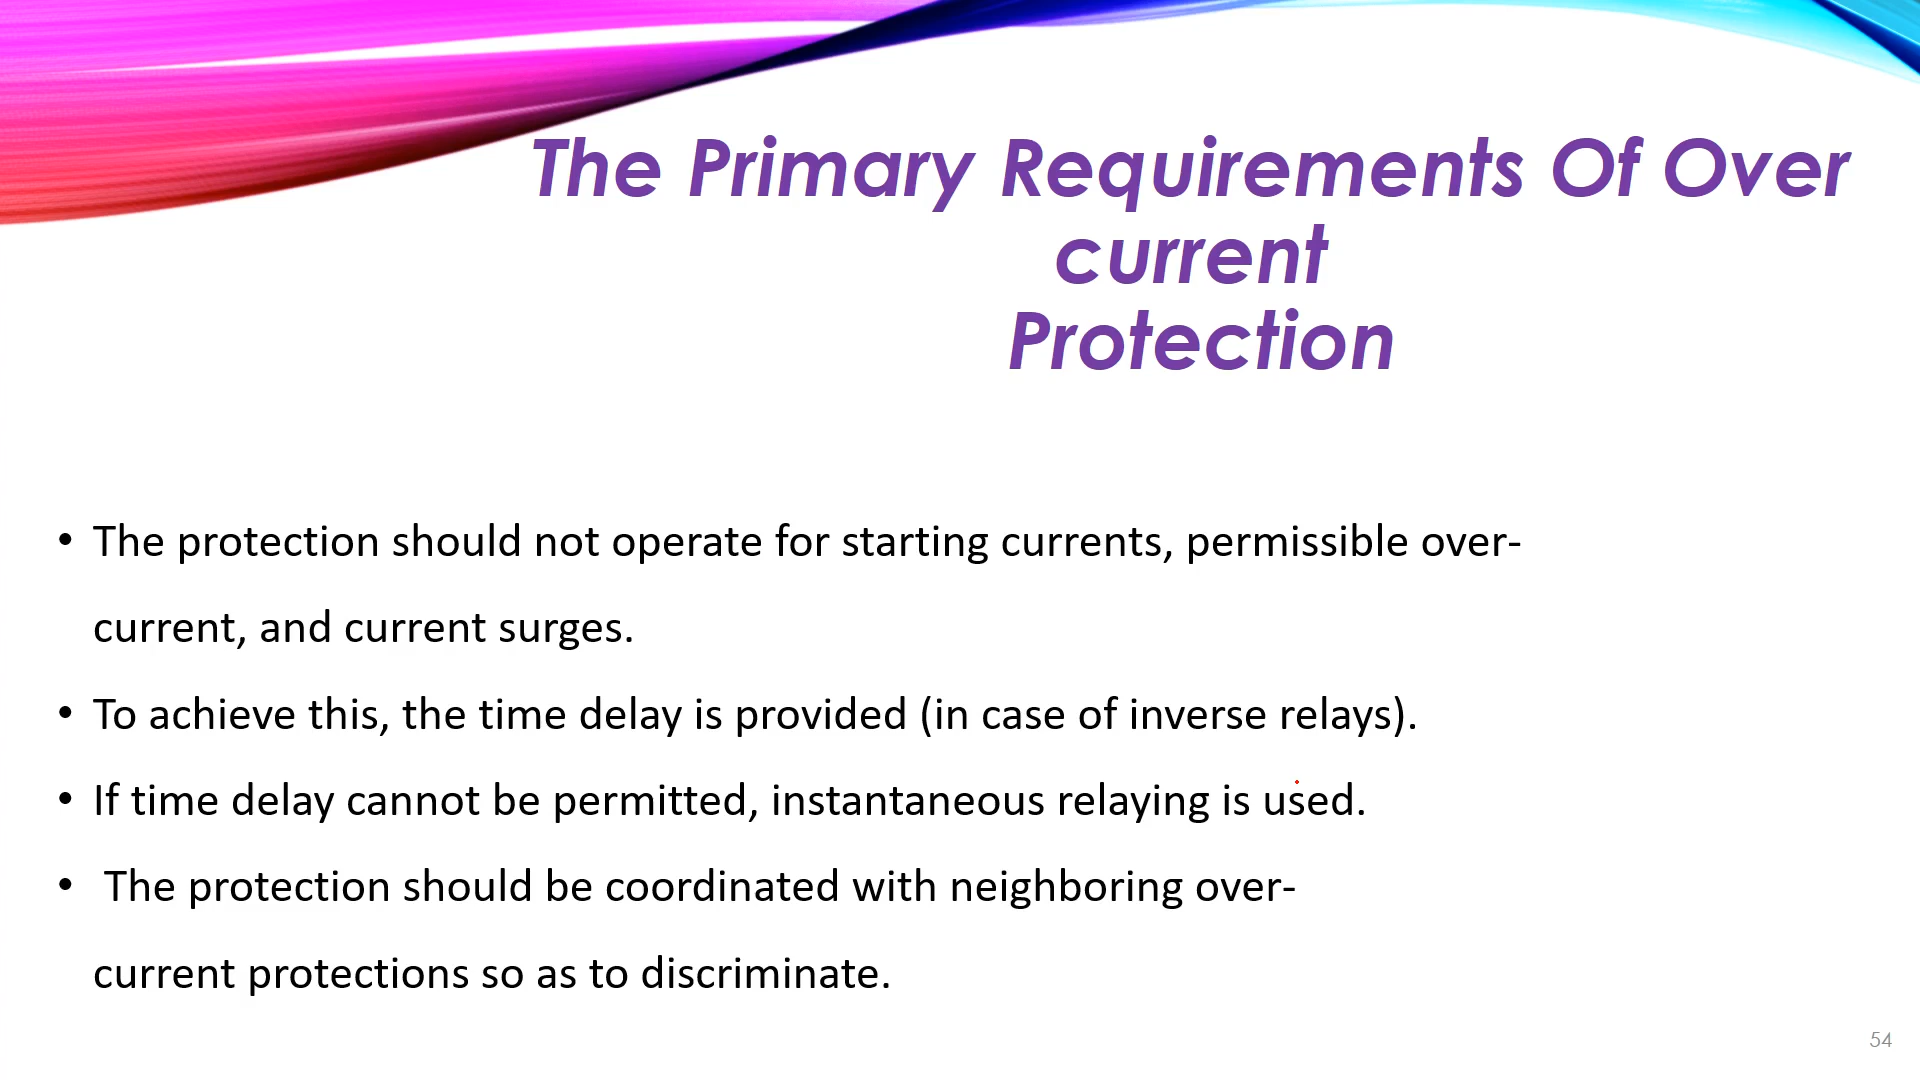 The Primary Requirements Of Over
current
Protection
• The protection should not operate for starting currents, permissible over-
current, and current surges.
• To achieve this, the time delay is provided (in case of inverse relays).
• If time delay cannot be permitted, instantaneous relaying is used.
• The protection should be coordinated with neighboring over-
current protections so as to discriminate.
54